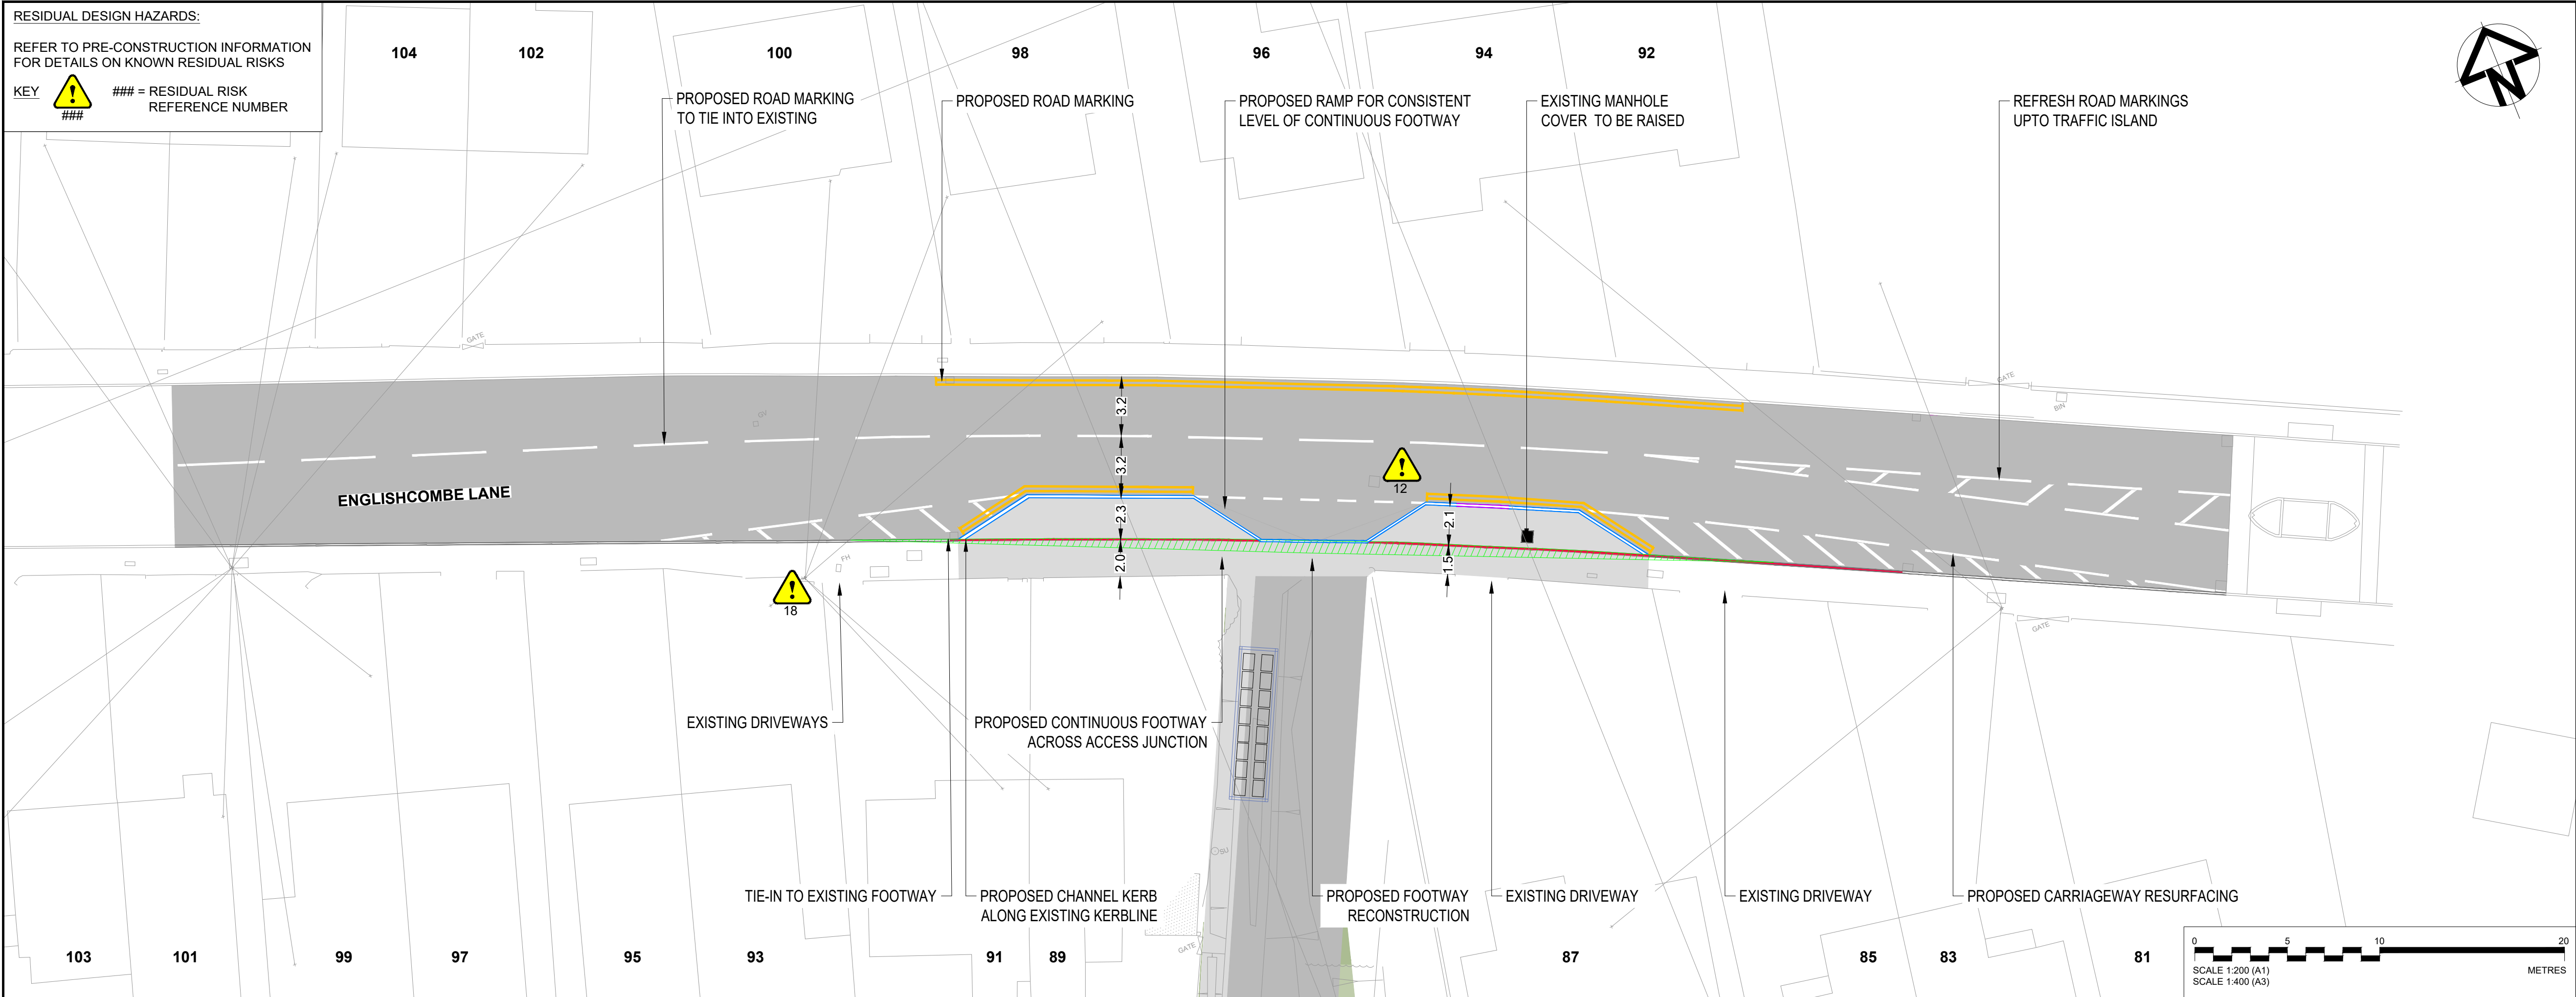 RESIDUAL DESIGN HAZARDS:
REFER TO PRE-CONSTRUCTION INFORMATION
FOR DETAILS ON KNOWN RESIDUAL RISKS
KEY
###
### = RESIDUAL RISK
REFERENCE NUMBER
104
102
100
98
96
94
92
N
PROPOSED ROAD MARKING
TO TIE INTO EXISTING
PROPOSED ROAD MARKING
PROPOSED RAMP FOR CONSISTENT
LEVEL OF CONTINUOUS FOOTWAY
EXISTING MANHOLE
COVER TO BE RAISED
REFRESH ROAD MARKINGS
UPTO TRAFFIC ISLAND
GATE
GATE
BIN
GV
3.2
3.2
2.3
2.0
12
2.1
1.5
ENGLISHCOMBE LANE
FH
18
GATE
EXISTING DRIVEWAYS
PROPOSED CONTINUOUS FOOTWAY
ACROSS ACCESS JUNCTION
SU
TIE-IN TO EXISTING FOOTWAY
PROPOSED CHANNEL KERB
ALONG EXISTING KERBLINE
PROPOSED FOOTWAY
RECONSTRUCTION
EXISTING DRIVEWAY
EXISTING DRIVEWAY
PROPOSED CARRIAGEWAY RESURFACING
GATE
103
101
99
97
95
93
91
89
87
85
83
81
0 5 10 20
SCALE 1:200 (A1)
METRES
SCALE 1:400 (A3)